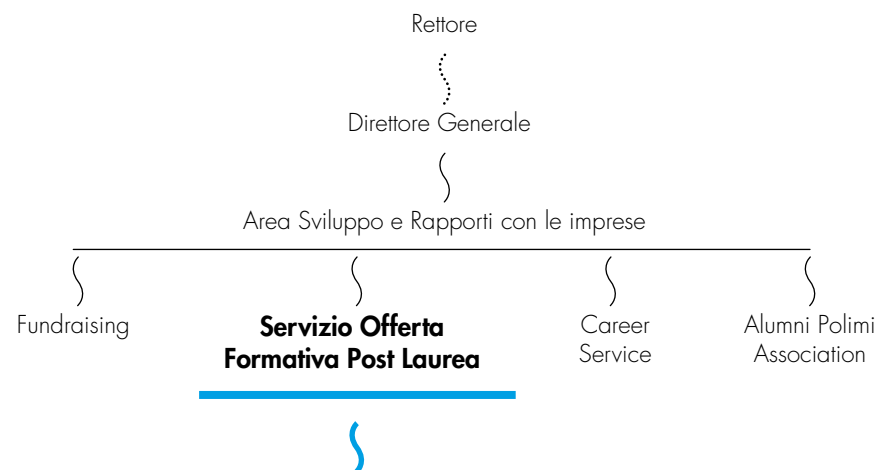 Rettore
Direttore Generale
Area Sviluppo e Rapporti con le imprese
Fundraising
Servizio Offerta
Formativa Post Laurea
Career
Service
Alumni Polimi
Association